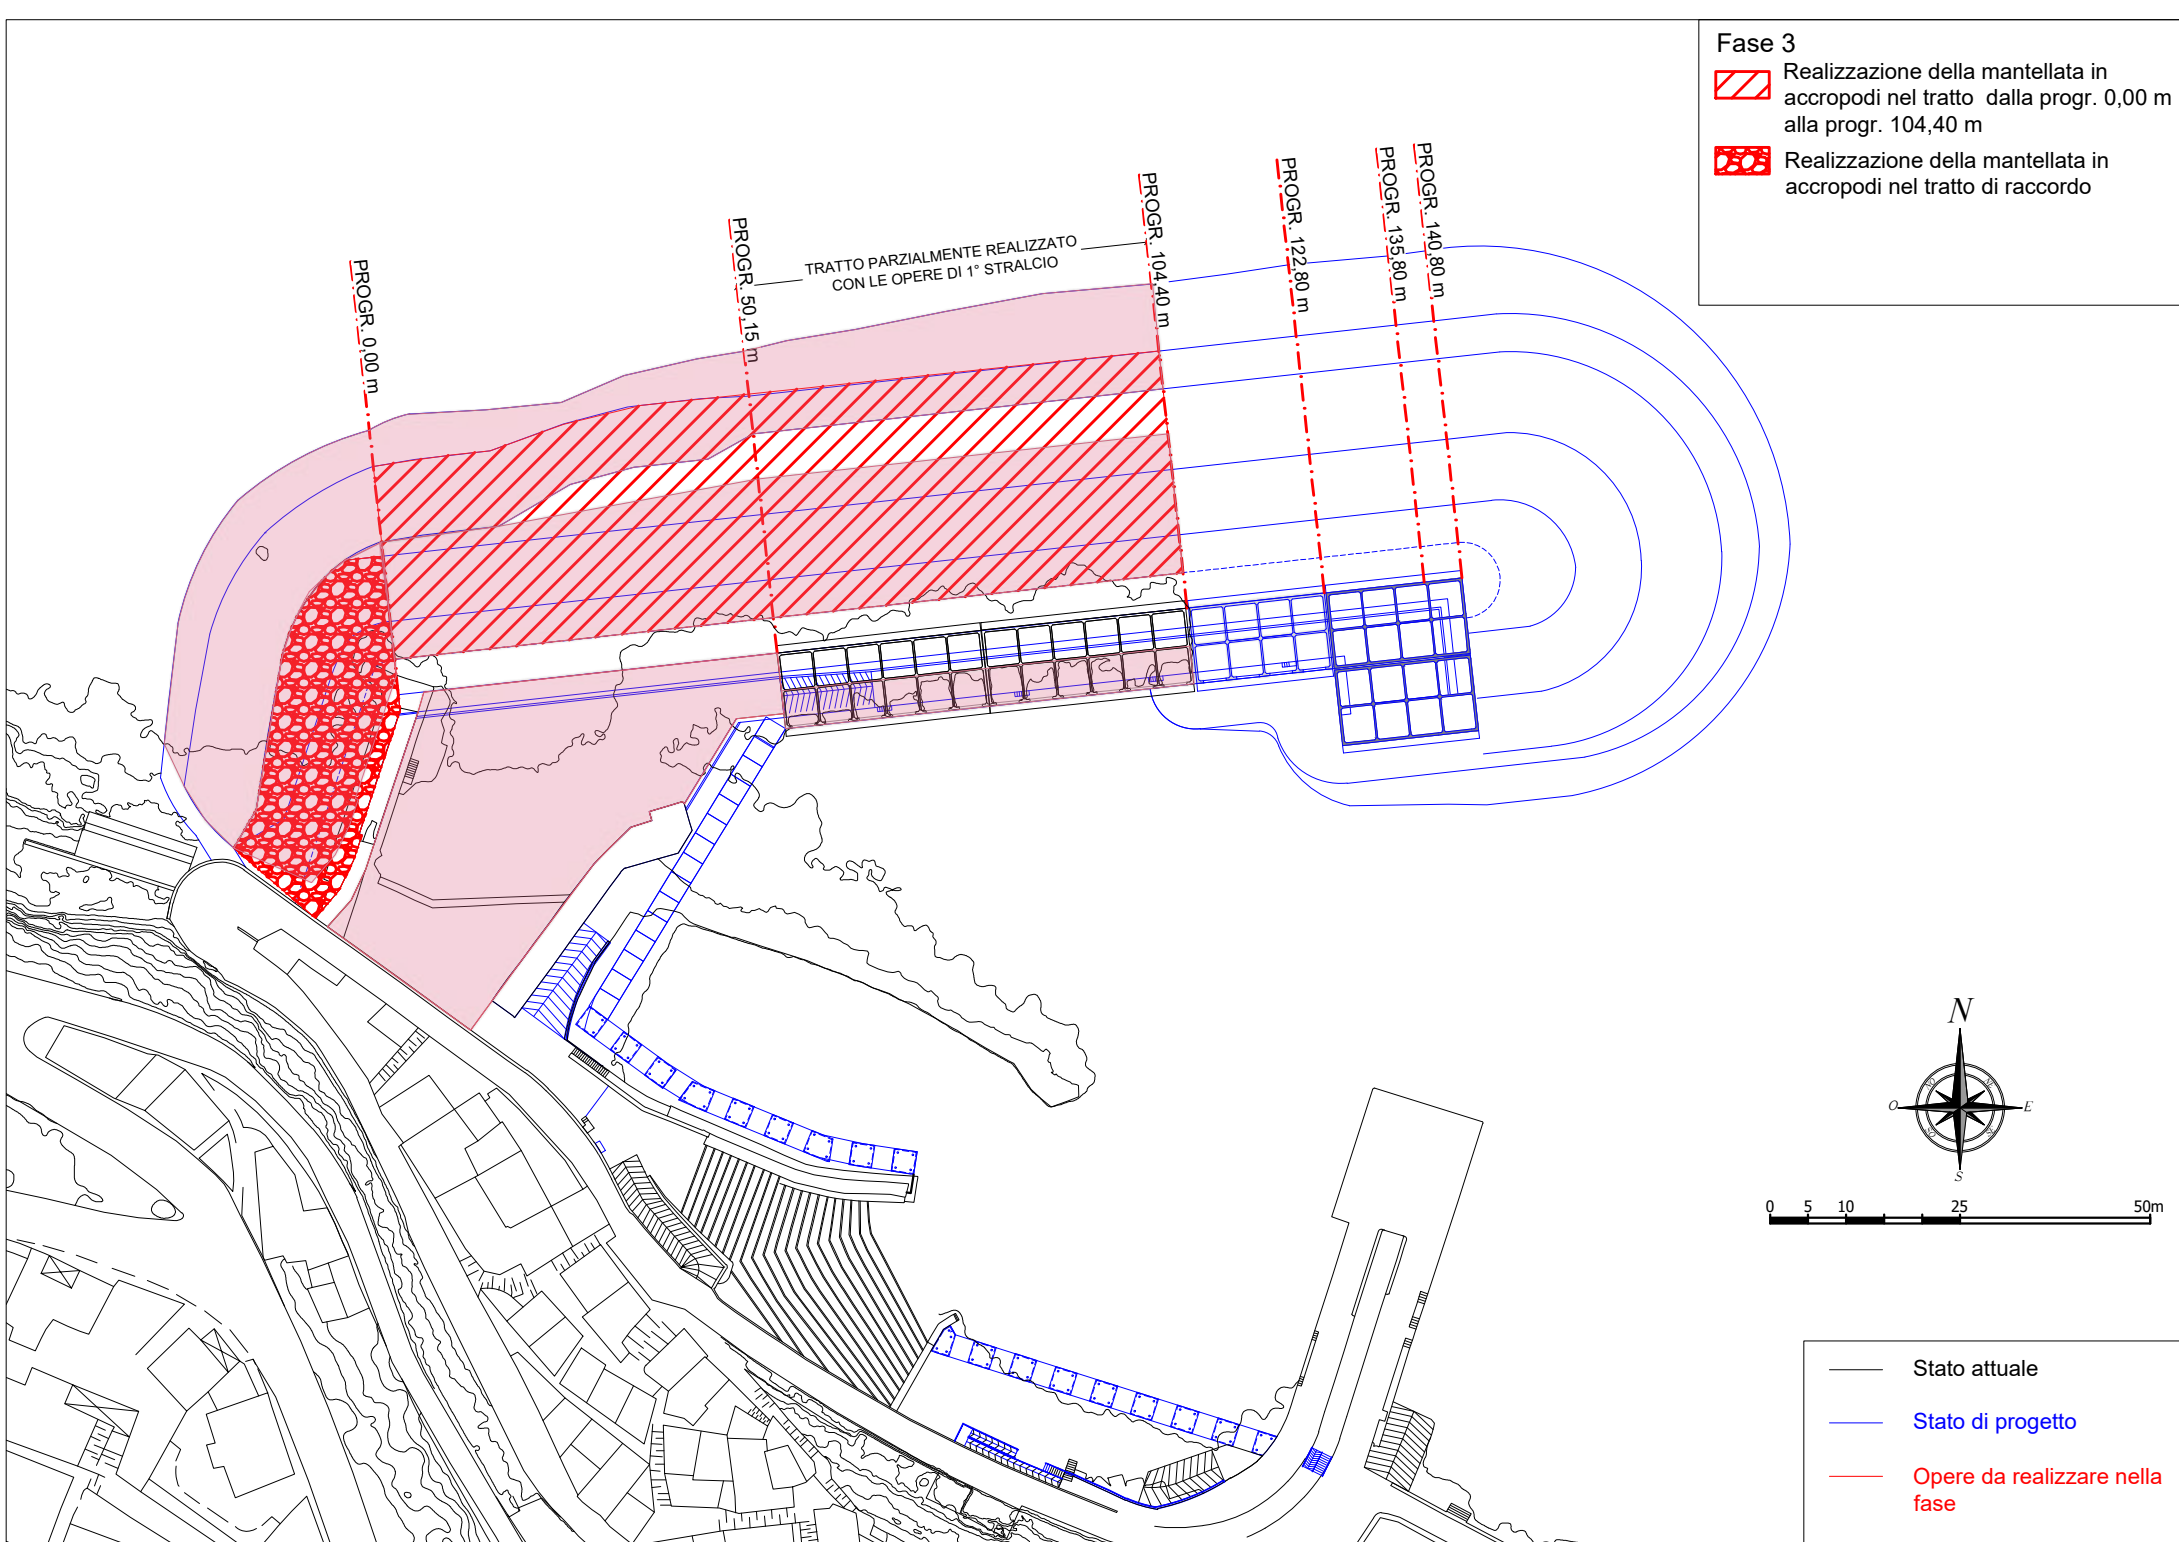 Fase 3
Realizzazione della mantellata in
accropodi nel tratto dalla progr. 0,00 m
alla progr. 104,40 m
Realizzazione della mantellata in
accropodi nel tratto di raccordo
PROGR. 0,00 m
PROGR. 50,15 m
TRATTO PARZIALMENTE REALIZZATO
CON LE OPERE DI 1° STRALCIO
PROGR. 104,40 m
PROGR. 122,80 m
PROGR. 135,80 m
PROGR. 140,80 m
N
O
E
S
0 5 10 25 50m
Stato attuale
Stato di progetto
Opere da realizzare nella
fase